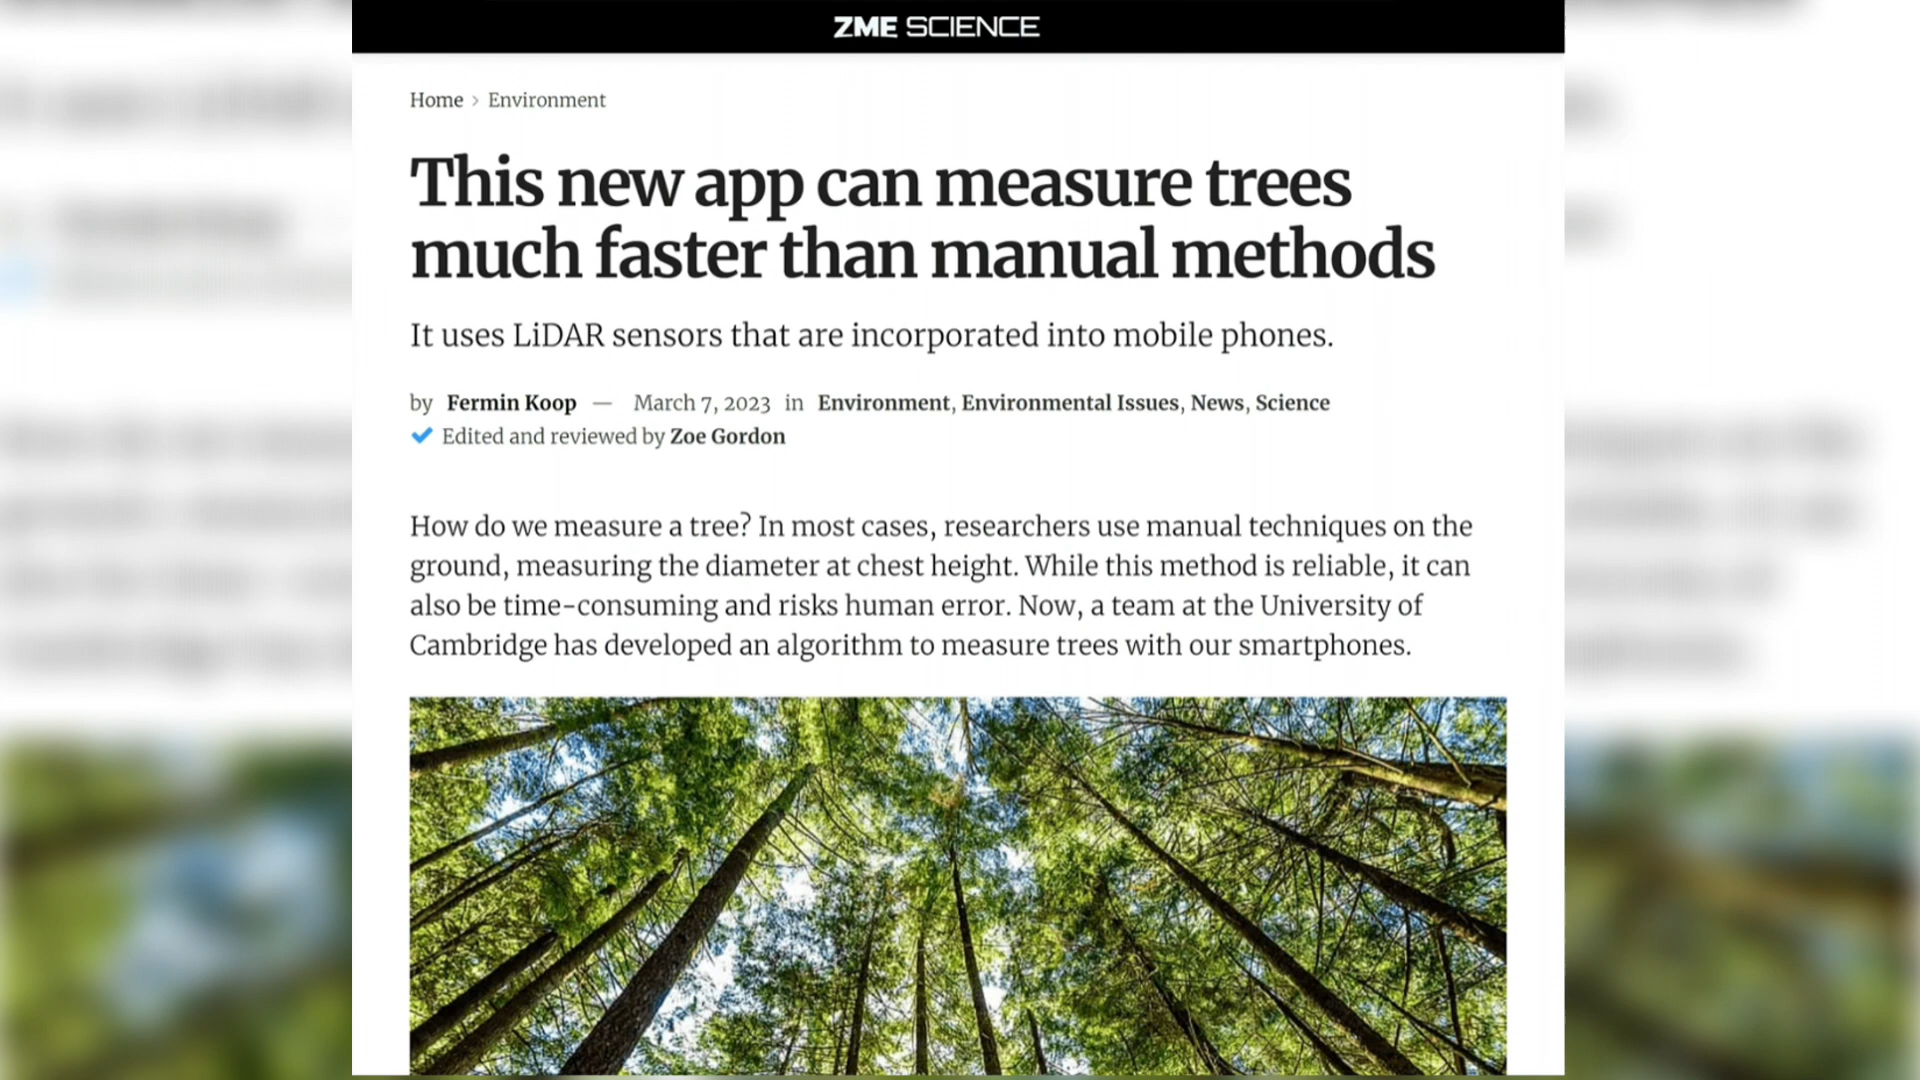 ZME SCIENCE
Home > Environment
This new app can measure trees
much faster than manual methods
It uses LiDAR sensors that are incorporated into mobile phones.
by Fermin Koop — March 7, 2023 in Environment, Environmental Issues, News, Science
Edited and reviewed by Zoe Gordon
How do we measure a tree? In most cases, researchers use manual techniques on the
ground, measuring the diameter at chest height. While this method is reliable, it can
also be time-consuming and risks human error. Now, a team at the University of
Cambridge has developed an algorithm to measure trees with our smartphones.